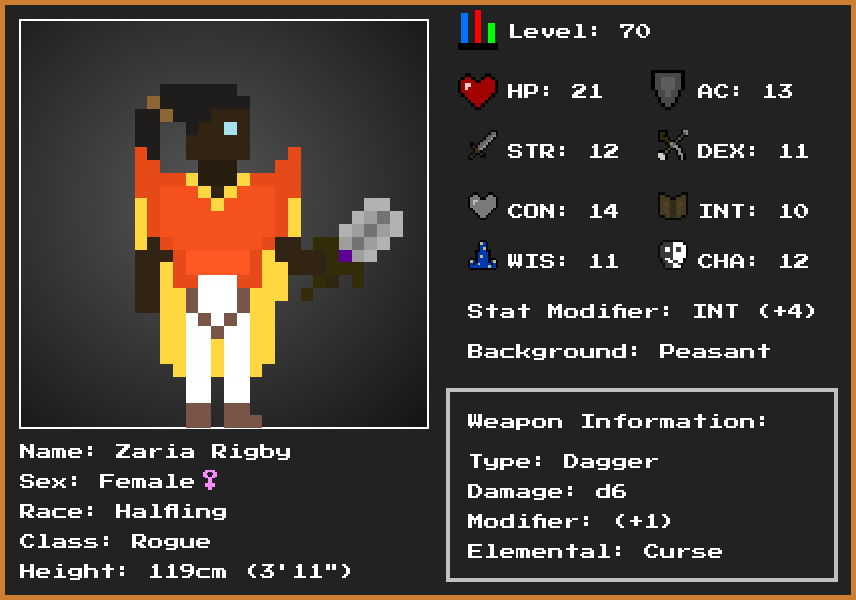 Level: 70
HP: 21
AC: 13
STR: 12
DEX: 11
CON: 14
INT: 10
WIS: 11
CHA: 12
Stat Modifier: INT (+4)
Background: Peasant
Weapon Information:
Type: Dagger
Damage: d6
Modifier: (+1)
Elemental: Curse
Name: Zaria Rigby
Sex: Female♀
Race: Halfling
Class: Rogue
Height: 119cm (3'11")